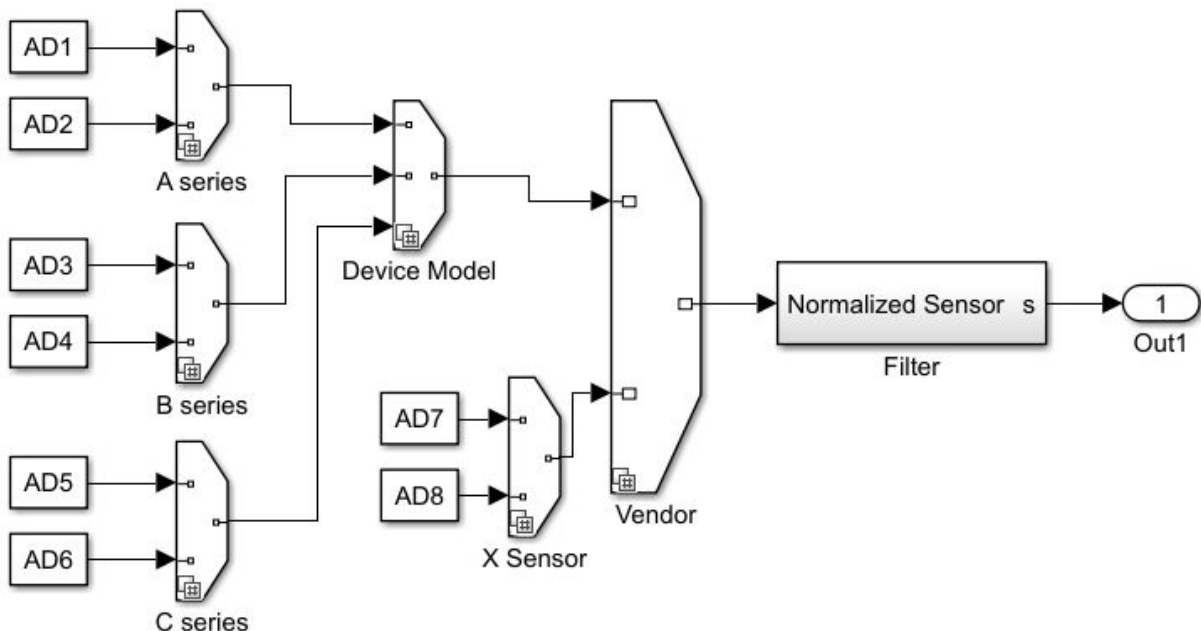 AD1
AD2
A series
AD3
AD4
B series
AD5
AD6
C series
Device Model
AD7
AD8
X Sensor
Vendor
Normalized Sensor s
Filter
1
Out1